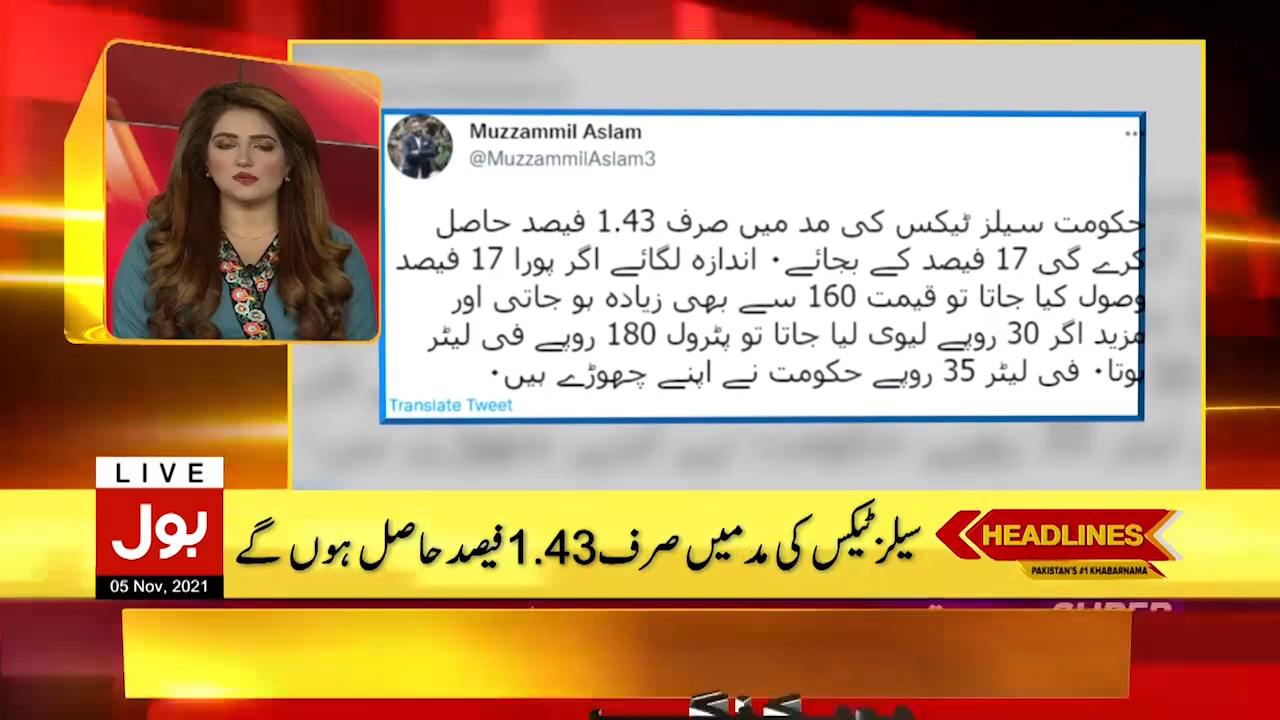 Muzzammil Aslam
@MuzzammilAslam3
حکومت سیلز ٹیکس کی مد میں صرف 1.43 فیصد حاصل
کرے گی 17 فیصد کے بجائے۰ اندازہ لگائے اگر پورا 17 فیصد
وصول کیا جاتا تو قیمت 160 سے بھی زیادہ ہو جاتی اور
مزید اگر 30 روپے لیوی لیا جاتا تو پٹرول 180 روپے فی لیٹر
ہوتا۰ فی لیٹر 35 روپے حکومت نے اپنے چھوڑے ہیں۰
Translate Tweet
LIVE
بول
05 Nov, 2021
سیلز ٹیکس کی مد میں صرف 1.43 فیصد حاصل ہوں گے
HEADLINES
PAKISTAN'S #1 KHABARNAMA